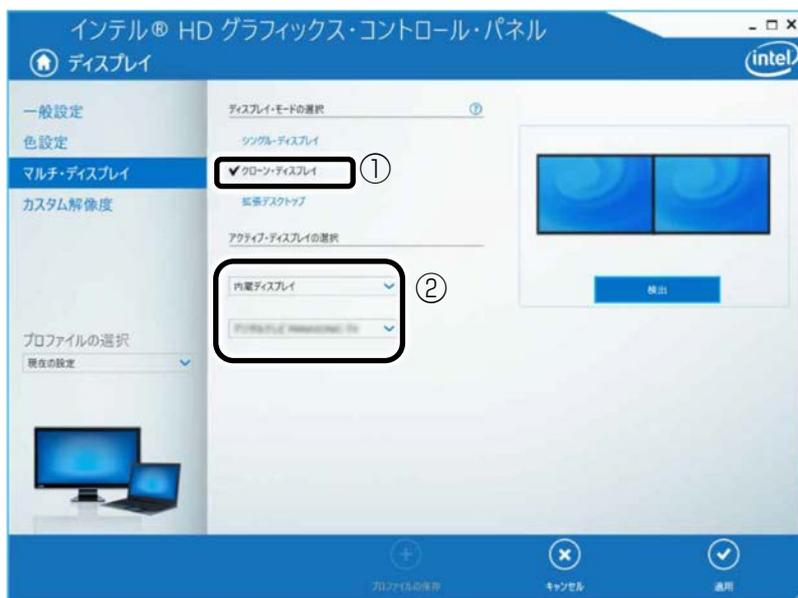 インテル® HD グラフィックス・コントロール・パネル
ディスプレイ
intel
一般設定
色設定
マルチ・ディスプレイ
カスタム解像度
プロファイルの選択
現在の設定
ディスプレイ・モードの選択
?
シングル・ディスプレイ
✔クローン・ディスプレイ
①
拡張デスクトップ
アクティブ・ディスプレイの選択
内蔵ディスプレイ
②
検出
プロファイルの保存
キャンセル
適用